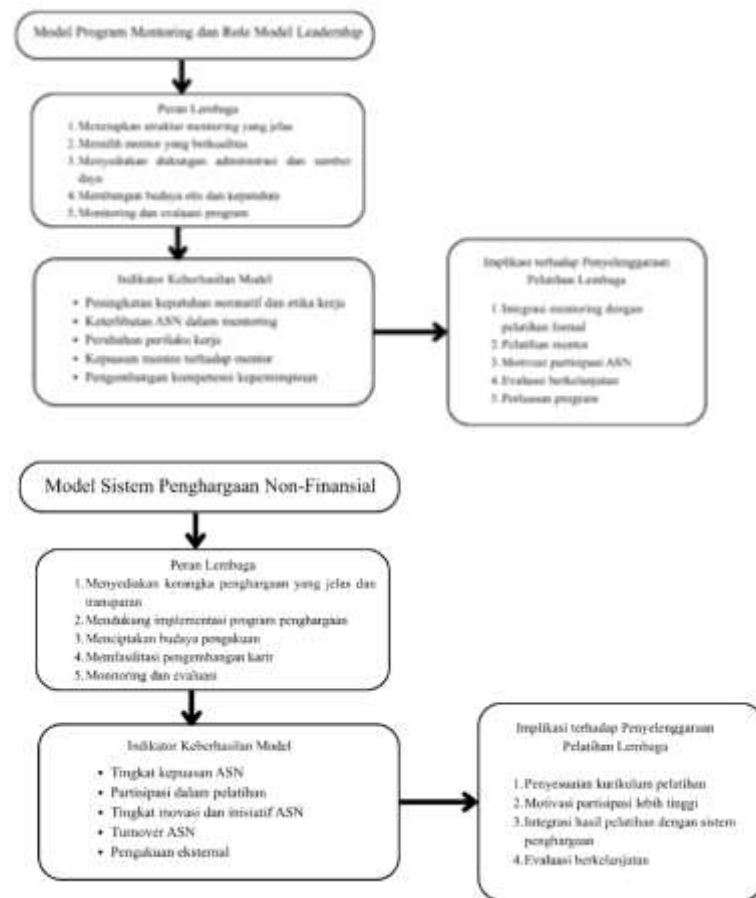 Model Program Mentoring dan Role Model Leadership
Peran Lembaga
1. Menetapkan struktur mentoring yang jelas
2. Memilih mentor yang berkualitas
3. Menyediakan dukungan administrasi dan sumber
daya
4. Membangun budaya etis dan kepatuhan
5. Monitoring dan evaluasi program
Indikator Keberhasilan Model
• Peningkatan kepatuhan normatif dan etika kerja
• Keterlibatan ASN dalam mentoring
• Perubahan perilaku kerja
• Kepuasan mentee terhadap mentor
• Pengembangan kompetensi kepemimpinan
Implikasi terhadap Penyelenggaraan
Pelatihan Lembaga
1. Integrasi mentoring dengan
pelatihan formal
2. Pelatihan mentor
3. Motivasi partisipasi ASN
4. Evaluasi berkelanjutan
5. Perluasan program
Model Sistem Penghargaan Non-Finansial
Peran Lembaga
1. Menyediakan kerangka penghargaan yang jelas dan
transparan
2. Mendukung implementasi program penghargaan
3. Menciptakan budaya pengakuan
4. Memfasilitasi pengembangan karir
5. Monitoring dan evaluasi
Indikator Keberhasilan Model
• Tingkat kepuasan ASN
• Partisipasi dalam pelatihan
• Tingkat inovasi dan inisiatif ASN
• Turnover ASN
• Pengakuan eksternal
Implikasi terhadap Penyelenggaraan
Pelatihan Lembaga
1. Penyesuaian kurikulum pelatihan
2. Motivasi partisipasi lebih tinggi
3. Integrasi hasil pelatihan dengan sistem
penghargaan
4. Evaluasi berkelanjutan